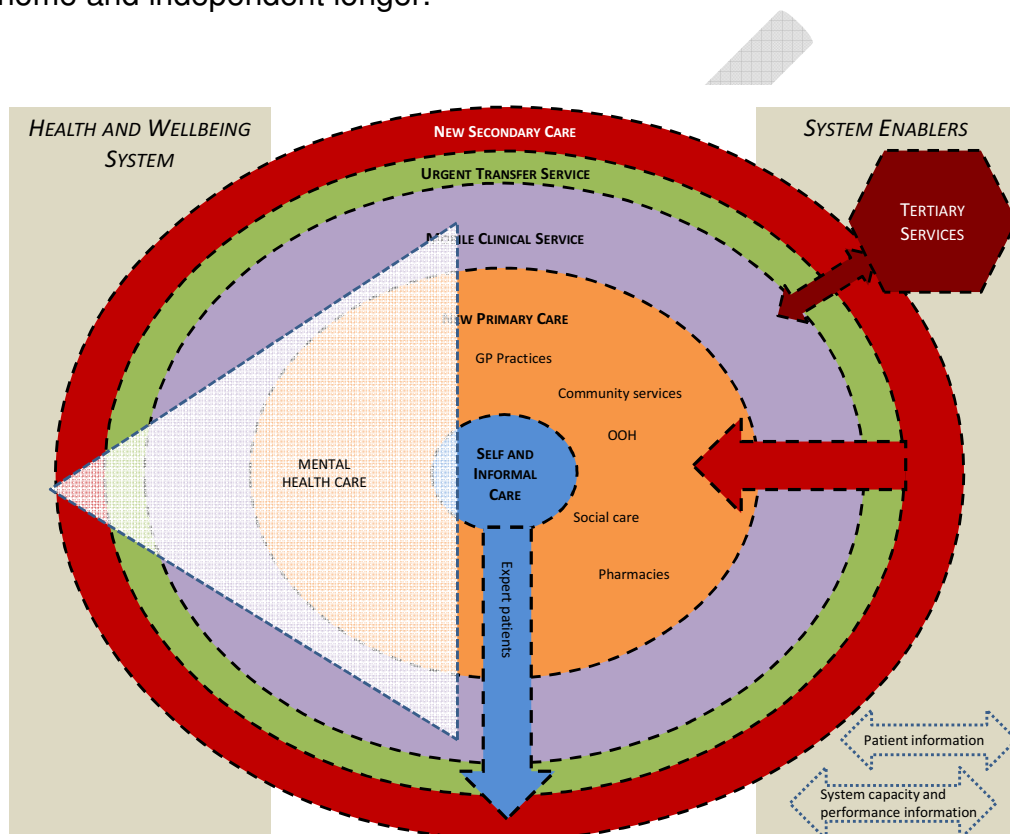 home and independent longer.
HEALTH AND WELLBEING
SYSTEM
NEW SECONDARY CARE
SYSTEM ENABLERS
URGENT TRANSFER SERVICE
TERTIARY
SERVICES
MOBILE CLINICAL SERVICE
NEW PRIMARY CARE
GP Practices
Community services
OOH
SELF AND
INFORMAL
CARE
MENTAL
HEALTH CARE
Social care
Expert patients
Pharmacies
Patient information
System capacity and
performance information